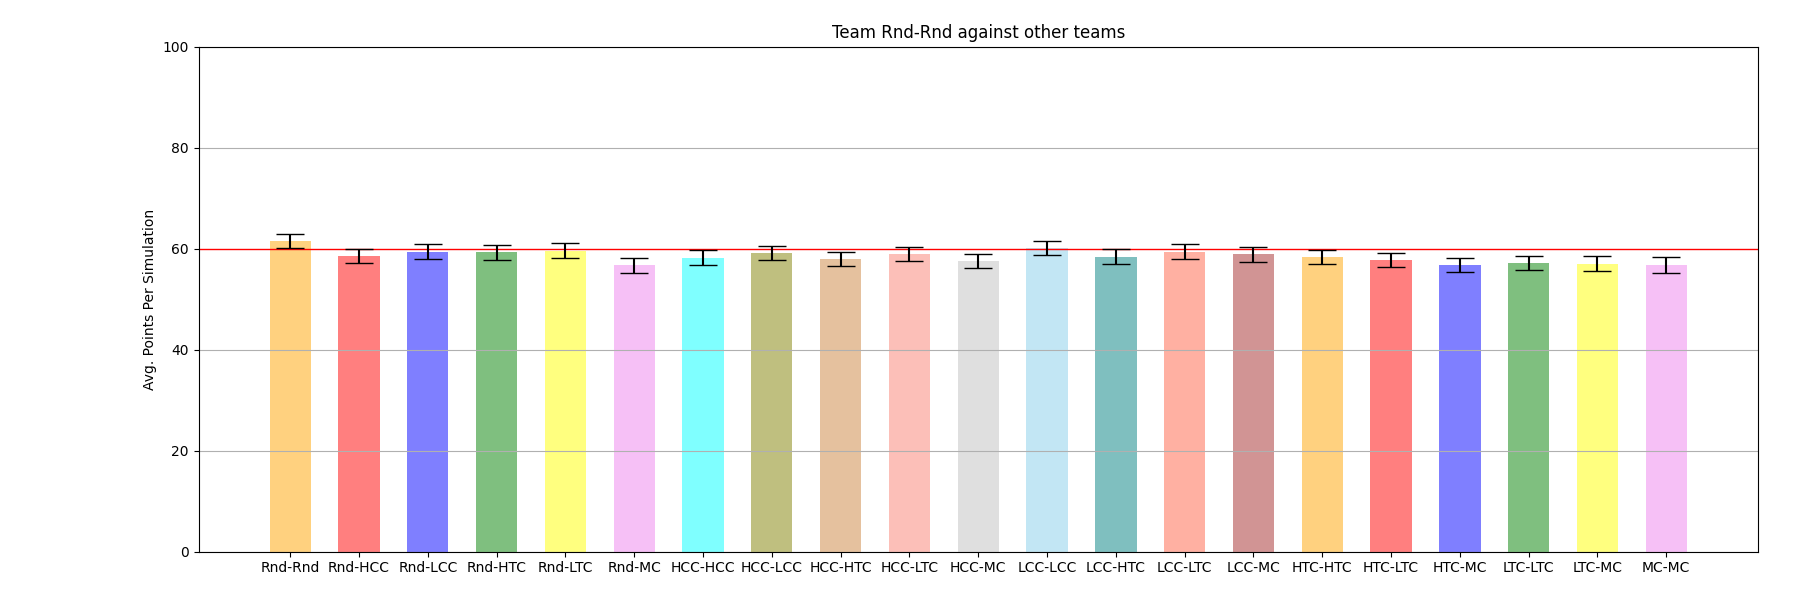 Team Rnd-Rnd against other teams
Avg. Points Per Simulation
100
80
60
40
20
0
Rnd-Rnd Rnd-HCC Rnd-LCC Rnd-HTC Rnd-LTC Rnd-MC HCC-HCC HCC-LCC HCC-HTC HCC-LTC HCC-MC LCC-LCC LCC-HTC LCC-LTC LCC-MC HTC-HTC HTC-LTC HTC-MC LTC-LTC LTC-MC MC-MC